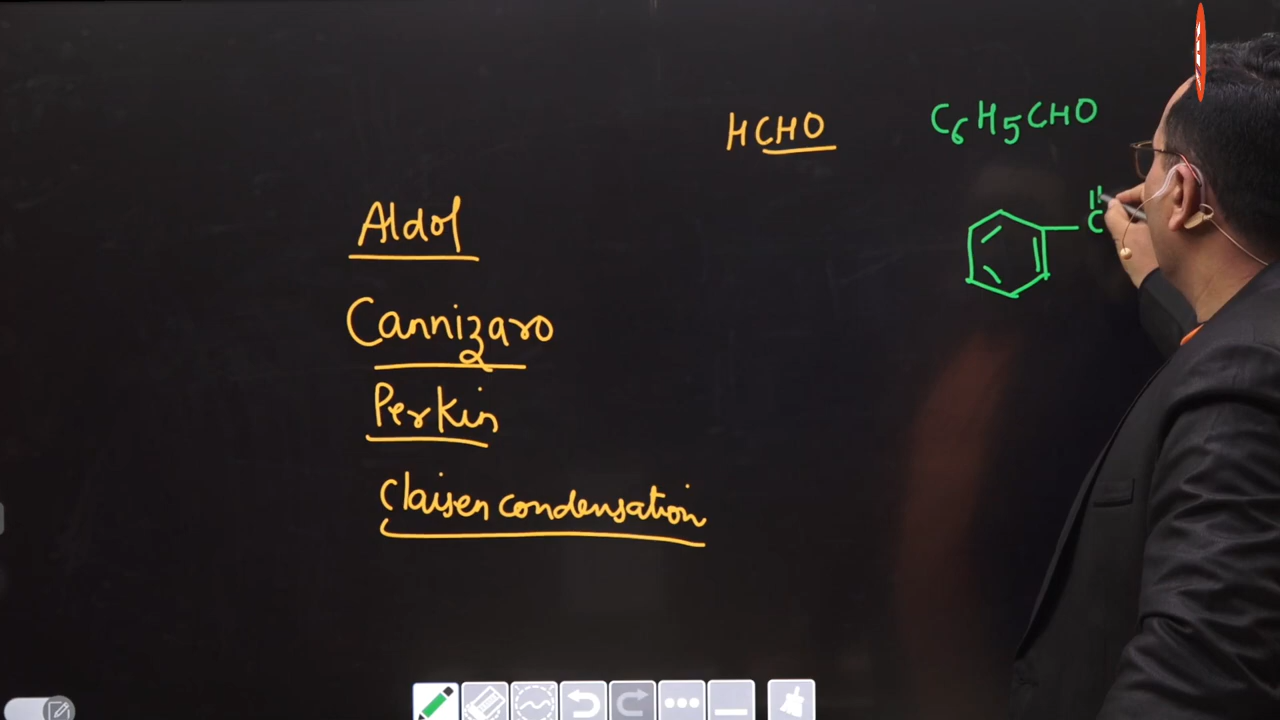 HCHO
C6H5CHO
Aldol
C
Cannizaro
Perkin
Claisen condensation